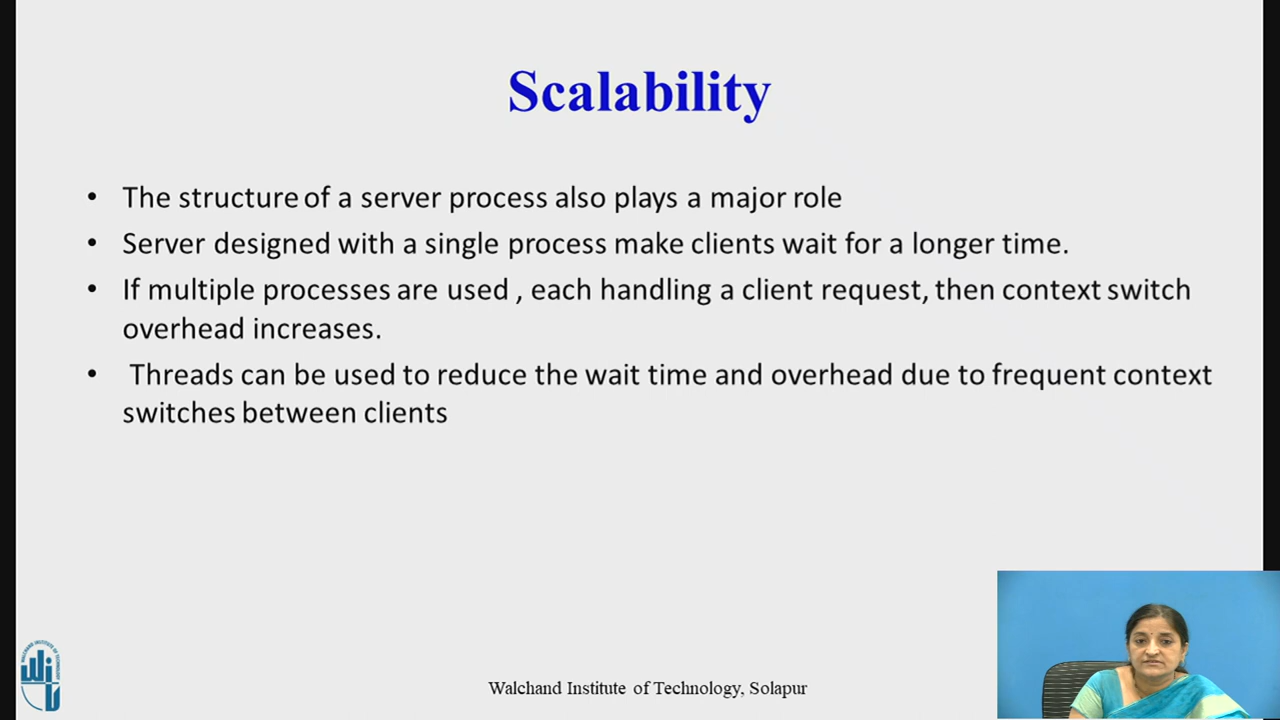 Scalability
• The structure of a server process also plays a major role
• Server designed with a single process make clients wait for a longer time.
• If multiple processes are used , each handling a client request, then context switch
overhead increases.
• Threads can be used to reduce the wait time and overhead due to frequent context
switches between clients
Walchand Institute of Technology, Solapur